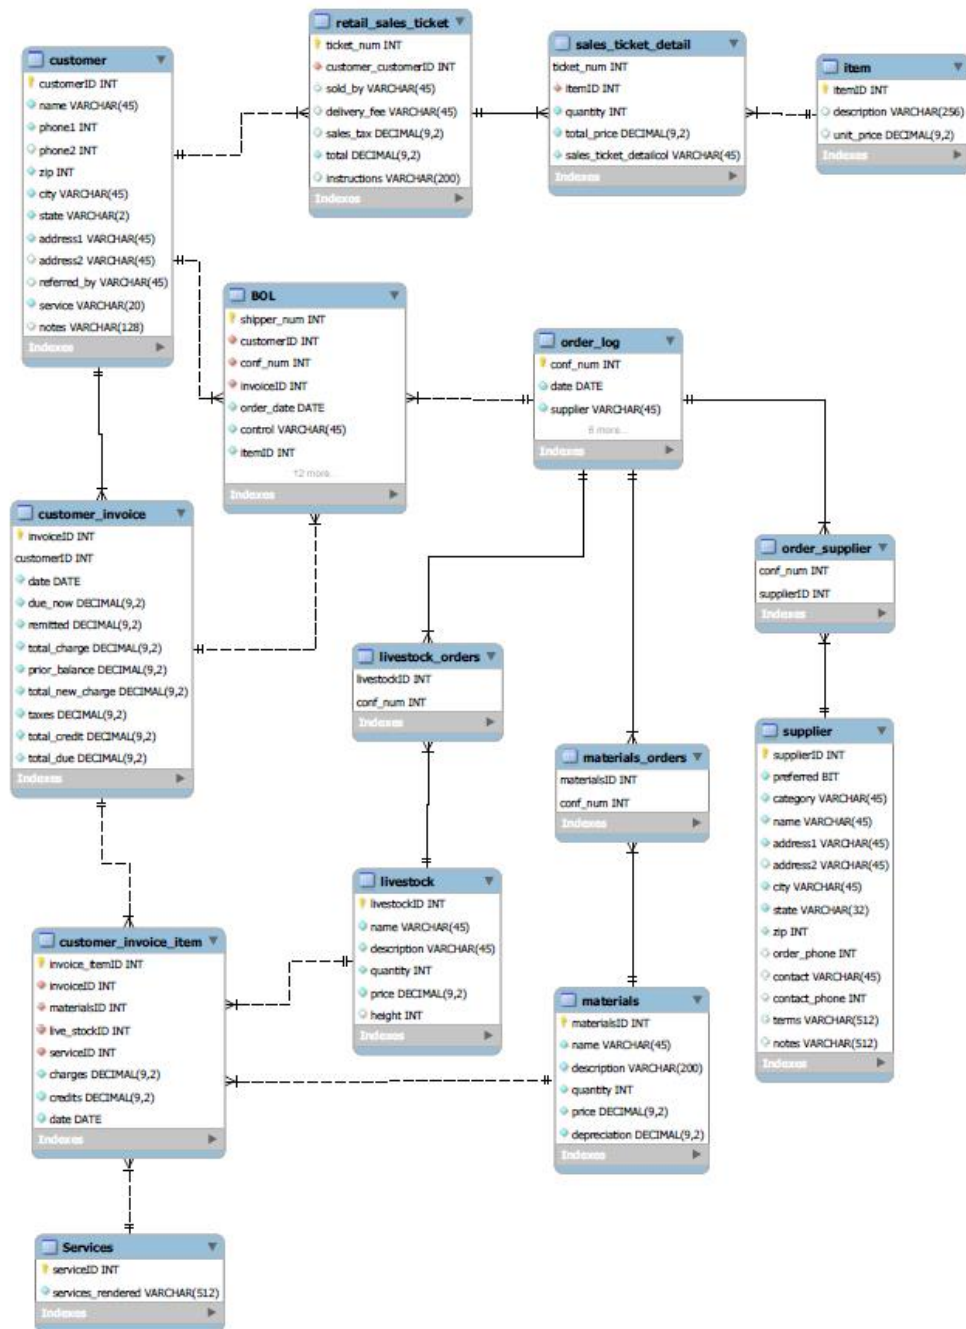 retail_sales_ticket
ticket_num INT
customer_customerID INT
sold_by VARCHAR(45)
delivery_fee VARCHAR(45)
sales_tax DECIMAL(9,2)
total DECIMAL(9,2)
instructions VARCHAR(200)
Indexes
sales_ticket_detail
ticket_num INT
itemID INT
quantity INT
total_price DECIMAL(9,2)
sales_ticket_detailcol VARCHAR(45)
Indexes
item
itemID INT
description VARCHAR(256)
unit_price DECIMAL(9,2)
Indexes
customer
customerID INT
name VARCHAR(45)
phone1 INT
phone2 INT
zip INT
city VARCHAR(45)
state VARCHAR(2)
address1 VARCHAR(45)
address2 VARCHAR(45)
referred_by VARCHAR(45)
service VARCHAR(20)
notes VARCHAR(128)
Indexes
BOL
shipper_num INT
customerID INT
conf_num INT
invoiceID INT
order_date DATE
control VARCHAR(45)
itemID INT
12 more...
Indexes
order_log
conf_num INT
date DATE
supplier VARCHAR(45)
6 more...
Indexes
customer_invoice
invoiceID INT
customerID INT
date DATE
due_now DECIMAL(9,2)
remitted DECIMAL(9,2)
total_charge DECIMAL(9,2)
prior_balance DECIMAL(9,2)
total_new_charge DECIMAL(9,2)
taxes DECIMAL(9,2)
total_credit DECIMAL(9,2)
total_due DECIMAL(9,2)
Indexes
order_supplier
conf_num INT
supplierID INT
Indexes
livestock_orders
livestockID INT
conf_num INT
Indexes
materials_orders
materialsID INT
conf_num INT
Indexes
supplier
supplierID INT
preferred BIT
category VARCHAR(45)
name VARCHAR(45)
address1 VARCHAR(45)
address2 VARCHAR(45)
city VARCHAR(45)
state VARCHAR(32)
zip INT
order_phone INT
contact VARCHAR(45)
contact_phone INT
terms VARCHAR(512)
notes VARCHAR(512)
Indexes
livestock
livestockID INT
name VARCHAR(45)
description VARCHAR(45)
quantity INT
price DECIMAL(9,2)
height INT
Indexes
customer_invoice_item
invoice_itemID INT
invoiceID INT
materialsID INT
live_stockID INT
serviceID INT
charges DECIMAL(9,2)
credits DECIMAL(9,2)
date DATE
Indexes
materials
materialsID INT
name VARCHAR(45)
description VARCHAR(200)
quantity INT
price DECIMAL(9,2)
depreciation DECIMAL(9,2)
Indexes
Services
serviceID INT
services_rendered VARCHAR(512)
Indexes